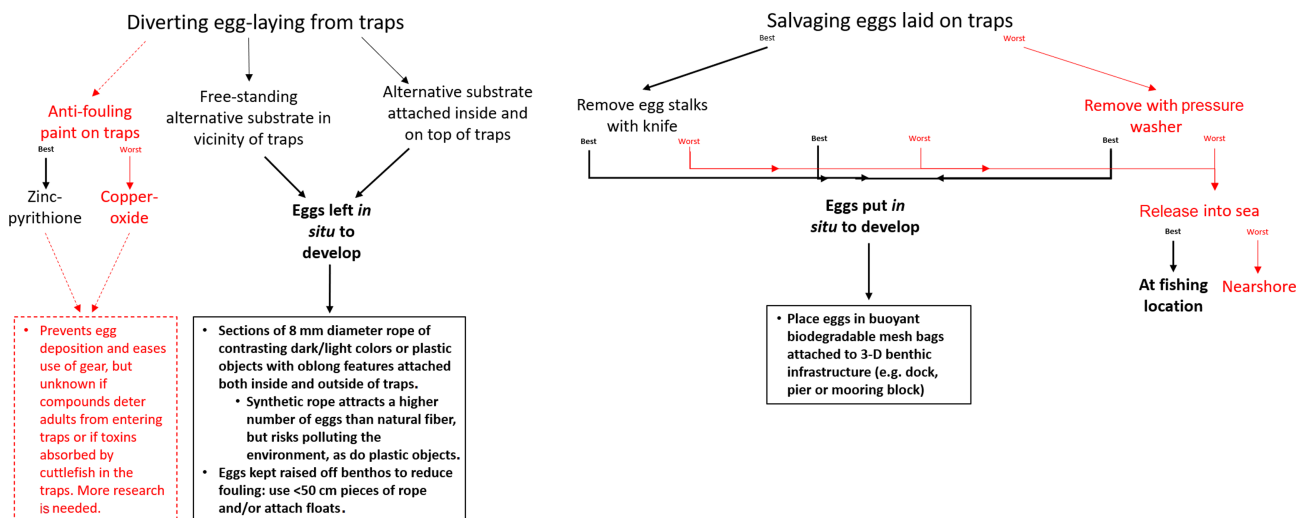 Diverting egg-laying from traps
Anti-fouling
paint on traps
Best
Worst
Zinc-
pyrithione
Copper-
oxide
• Prevents egg
deposition and eases
use of gear, but
unknown if
compounds deter
adults from entering
traps or if toxins
absorbed by
cuttlefish in the
traps. More research
is needed.
Free-standing
alternative substrate in
vicinity of traps
Alternative substrate
attached inside and
on top of traps
Eggs left in
situ to
develop
• Sections of 8 mm diameter rope of
contrasting dark/light colors or plastic
objects with oblong features attached
both inside and outside of traps.
• Synthetic rope attracts a higher
number of eggs than natural fiber,
but risks polluting the
environment, as do plastic objects.
• Eggs kept raised off benthos to reduce
fouling: use <50 cm pieces of rope
and/or attach floats.
Salvaging eggs laid on traps
Best
Worst
Remove egg stalks
with knife
Remove with pressure
washer
Best
Worst
Best
Worst
Best
Worst
Eggs put in
situ to develop
• Place eggs in buoyant
biodegradable mesh bags
attached to 3-D benthic
infrastructure (e.g. dock,
pier or mooring block)
Release into sea
Best
Worst
At fishing
location
Nearshore